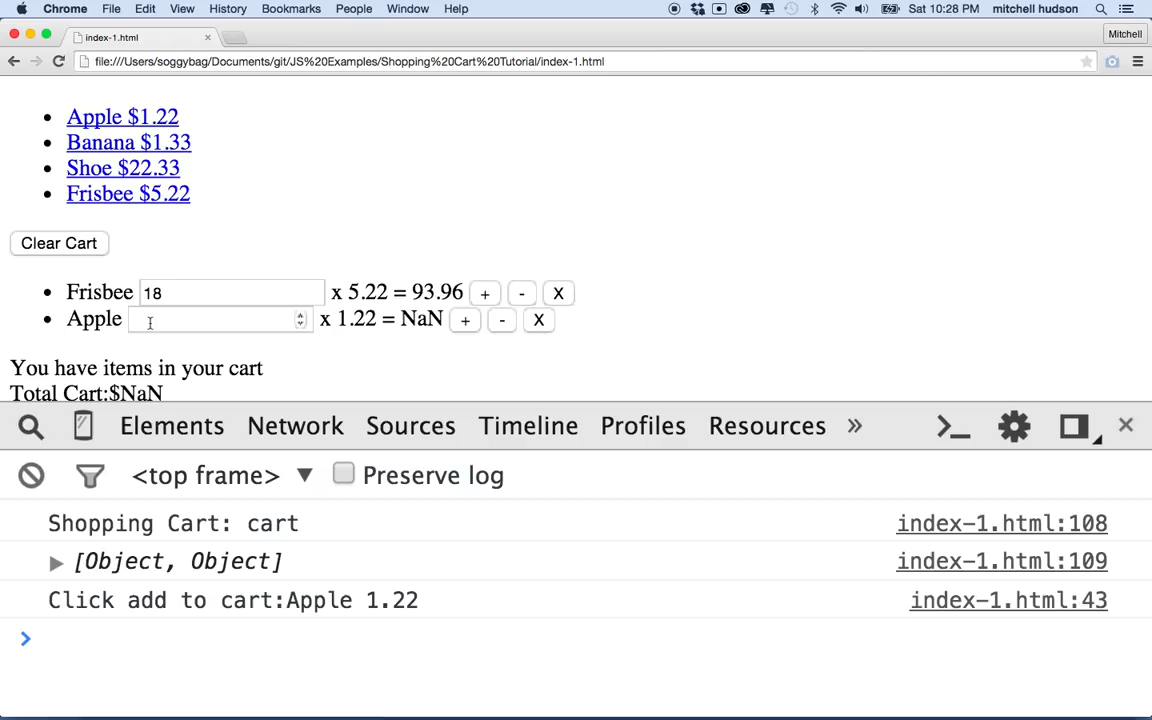 Chrome File Edit View History Bookmarks People Window Help Sat 10:28 PM mitchell hudson
index-1.html × Mitchell
file:///Users/soggybag/Documents/git/JS%20Examples/Shopping%20Cart%20Tutorial/index-1.html
• Apple $1.22
• Banana $1.33
• Shoe $22.33
• Frisbee $5.22
Clear Cart
• Frisbee 18 x 5.22 = 93.96 + - X
• Apple x 1.22 = NaN + - X
You have items in your cart
Total Cart:$NaN
Elements Network Sources Timeline Profiles Resources »
<top frame> ▼ Preserve log
Shopping Cart: cart index-1.html:108
▶ [Object, Object] index-1.html:109
Click add to cart:Apple 1.22 index-1.html:43